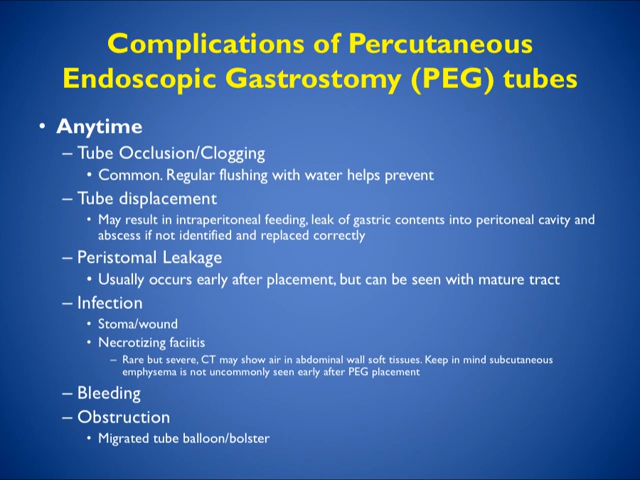 Complications of Percutaneous
Endoscopic Gastrostomy (PEG) tubes
• Anytime
– Tube Occlusion/Clogging
• Common. Regular flushing with water helps prevent
– Tube displacement
• May result in intraperitoneal feeding, leak of gastric contents into peritoneal cavity and
abscess if not identified and replaced correctly
– Peristomal Leakage
• Usually occurs early after placement, but can be seen with mature tract
– Infection
• Stoma/wound
• Necrotizing faciitis
– Rare but severe, CT may show air in abdominal wall soft tissues. Keep in mind subcutaneous
emphysema is not uncommonly seen early after PEG placement
– Bleeding
– Obstruction
• Migrated tube balloon/bolster